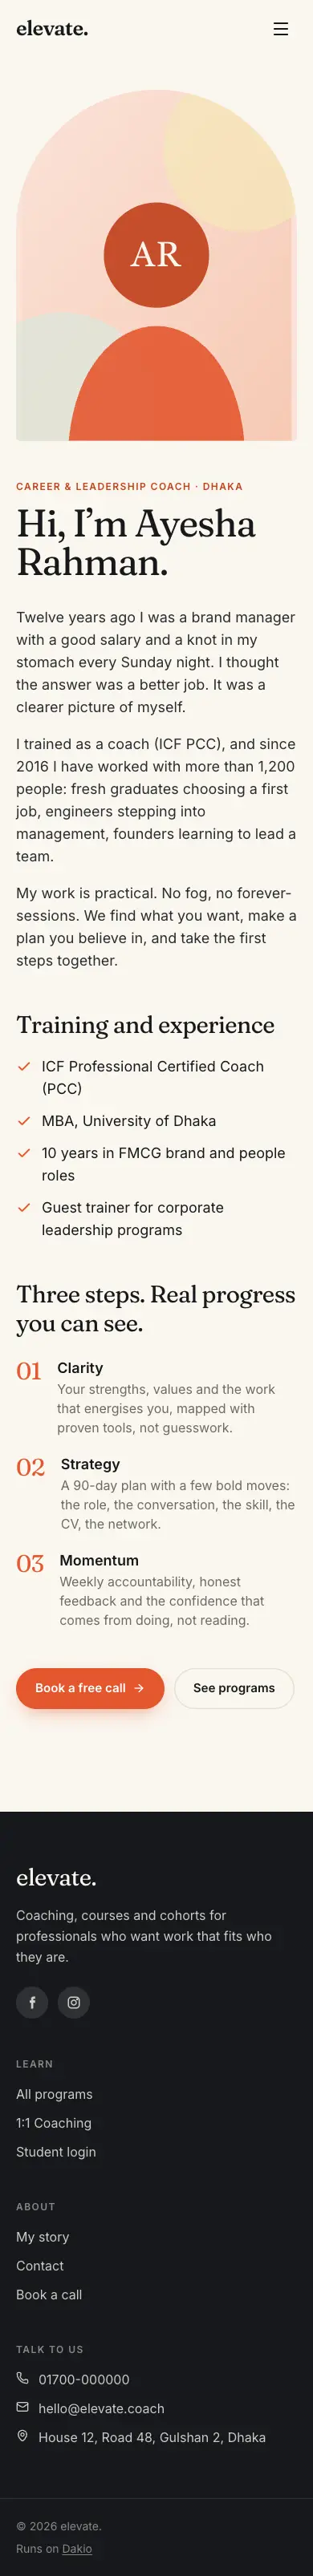 elevate.
AR
CAREER & LEADERSHIP COACH · DHAKA
Hi, I’m Ayesha
Rahman.
Twelve years ago I was a brand manager
with a good salary and a knot in my
stomach every Sunday night. I thought
the answer was a better job. It was a
clearer picture of myself.
I trained as a coach (ICF PCC), and since
2016 I have worked with more than 1,200
people: fresh graduates choosing a first
job, engineers stepping into
management, founders learning to lead a
team.
My work is practical. No fog, no forever-
sessions. We find what you want, make a
plan you believe in, and take the first
steps together.
Training and experience
ICF Professional Certified Coach
(PCC)
MBA, University of Dhaka
10 years in FMCG brand and people
roles
Guest trainer for corporate
leadership programs
Three steps. Real progress
you can see.
01 Clarity
Your strengths, values and the work
that energises you, mapped with
proven tools, not guesswork.
02 Strategy
A 90-day plan with a few bold moves:
the role, the conversation, the skill, the
CV, the network.
03 Momentum
Weekly accountability, honest
feedback and the confidence that
comes from doing, not reading.
Book a free call → See programs
elevate.
Coaching, courses and cohorts for
professionals who want work that fits who
they are.
LEARN
All programs
1:1 Coaching
Student login
ABOUT
My story
Contact
Book a call
TALK TO US
01700-000000
hello@elevate.coach
House 12, Road 48, Gulshan 2, Dhaka
© 2026 elevate.
Runs on Dakio